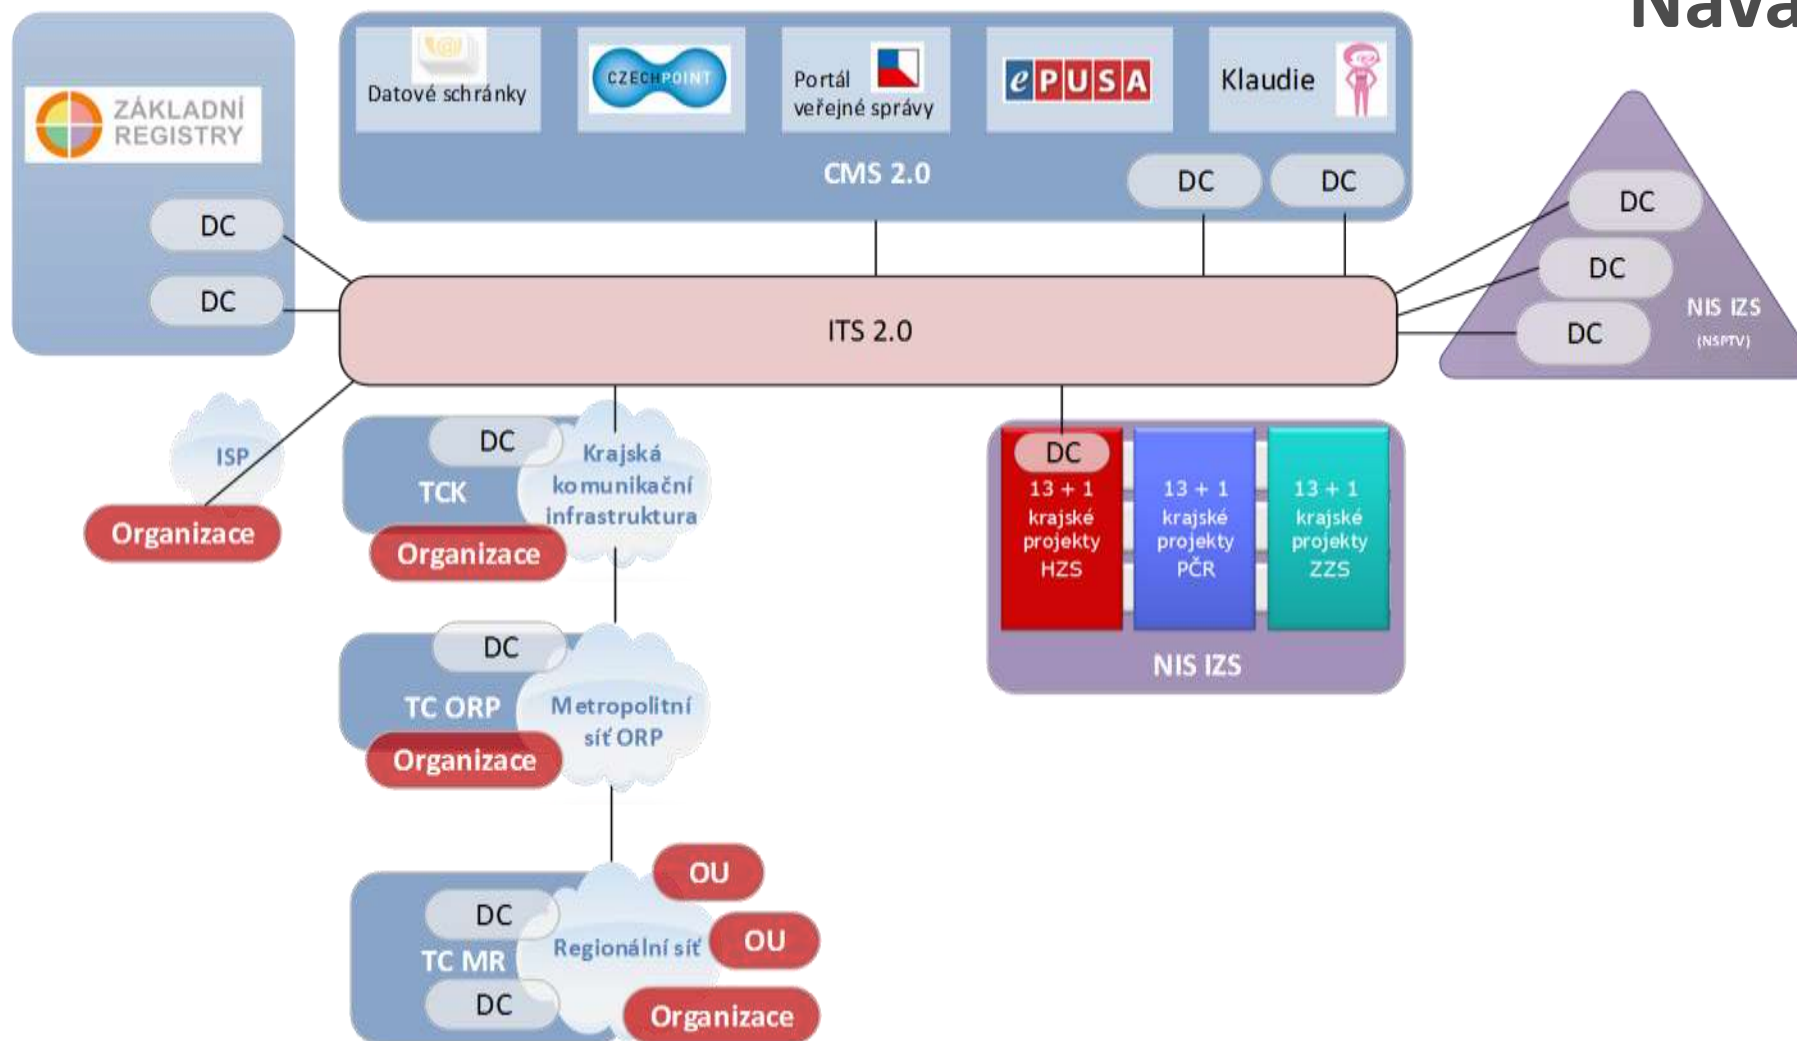 Nava
ZÁKLADNÍ
REGISTRY
DC
DC
Datové schránky
CZECHPOINT
Portál
veřejné správy
ePUSA
Klaudie
CMS 2.0
DC
DC
DC
DC
DC
NIS IZS
(NSPTV)
ITS 2.0
ISP
Organizace
DC
TCK
Krajská
komunikační
infrastruktura
Organizace
DC
TC ORP
Metropolitní
síť ORP
Organizace
DC
TC MR
DC
Regionální síť
OU
OU
Organizace
DC
13 + 1
krajské
projekty
HZS
13 + 1
krajské
projekty
PČR
13 + 1
krajské
projekty
ZZS
NIS IZS